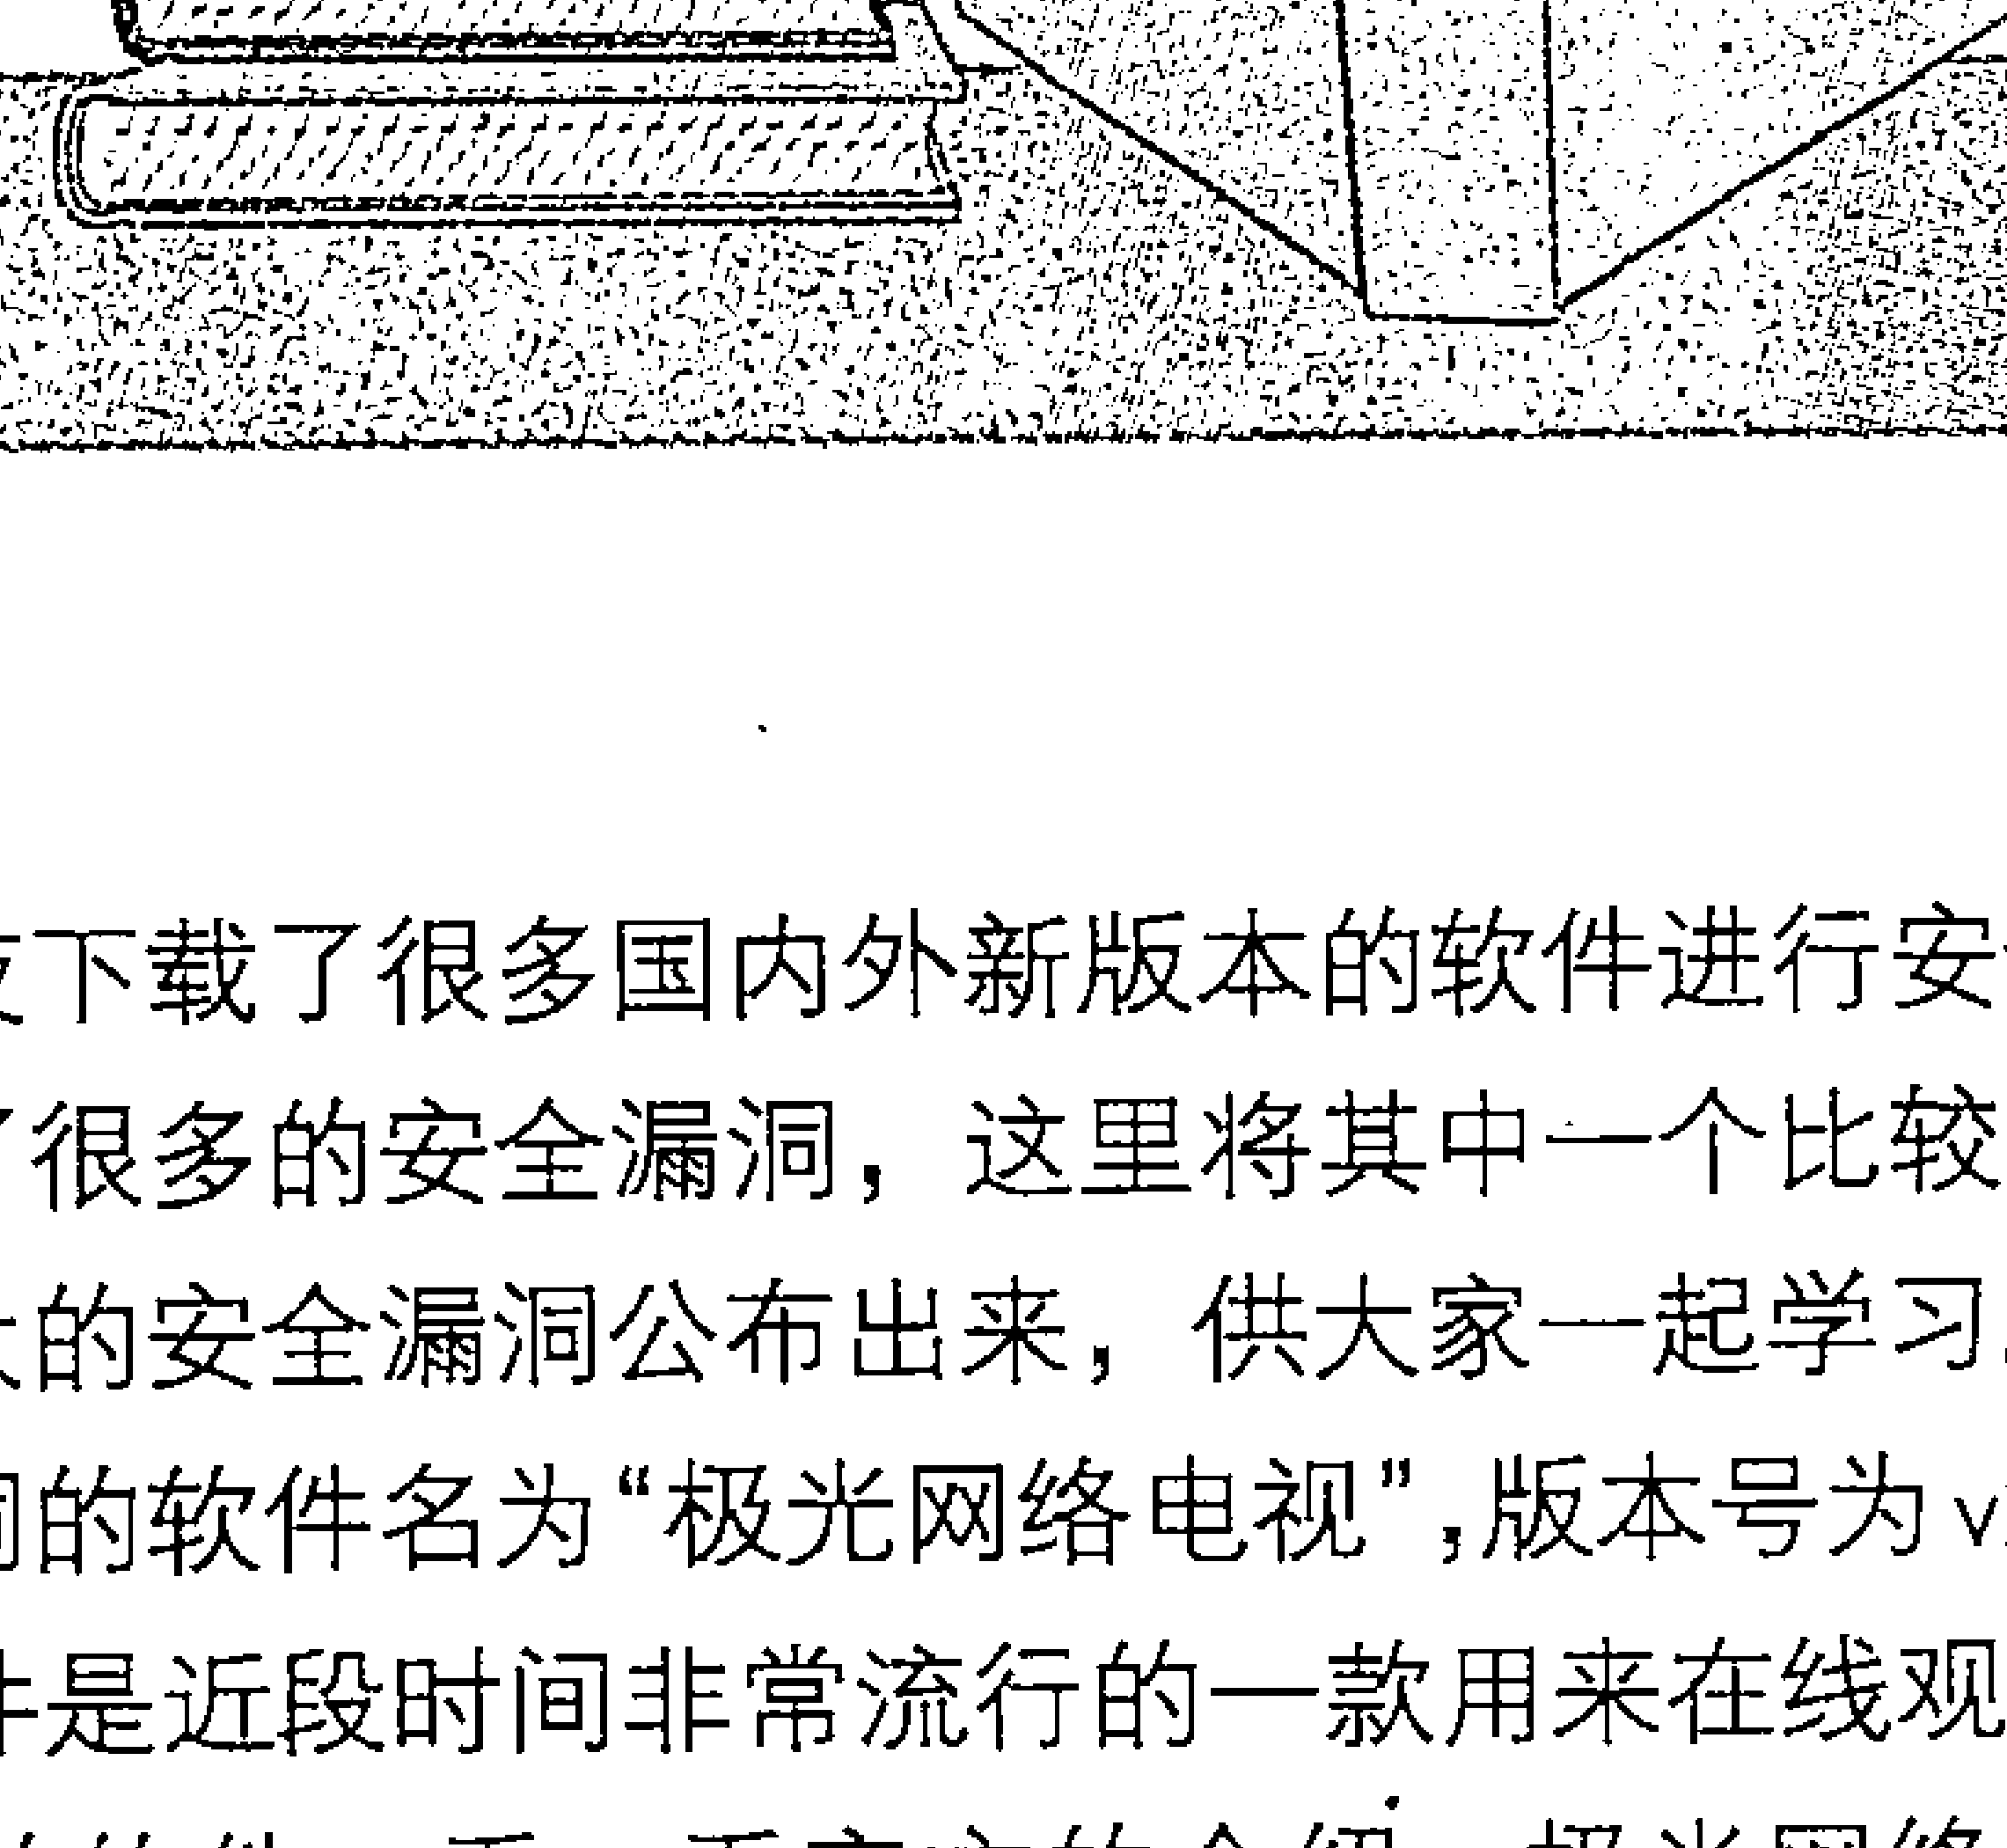 下载了很多国内外新版本的软件进行安
了很多的安全漏洞，这里将其中一个比较
的安全漏洞公布出来，供大家一起学习
的软件名为“极光网络电视”,版本号为v
是近段时间非常流行的一款用来在线观